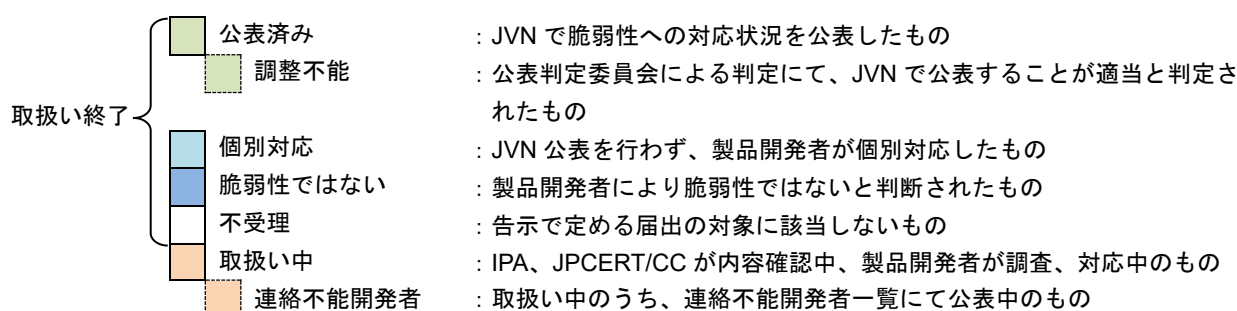 公表済み : JVN で脆弱性への対応状況を公表したもの
調整不能 : 公表判定委員会による判定にて、JVN で公表することが適当と判定さ
れたもの
取扱い終了
個別対応 : JVN 公表を行わず、製品開発者が個別対応したもの
脆弱性ではない : 製品開発者により脆弱性ではないと判断されたもの
不受理 : 告示で定める届出の対象に該当しないもの
取扱い中 : IPA、JPCERT/CC が内容確認中、製品開発者が調査、対応中のもの
連絡不能開発者 : 取扱い中のうち、連絡不能開発者一覧にて公表中のもの